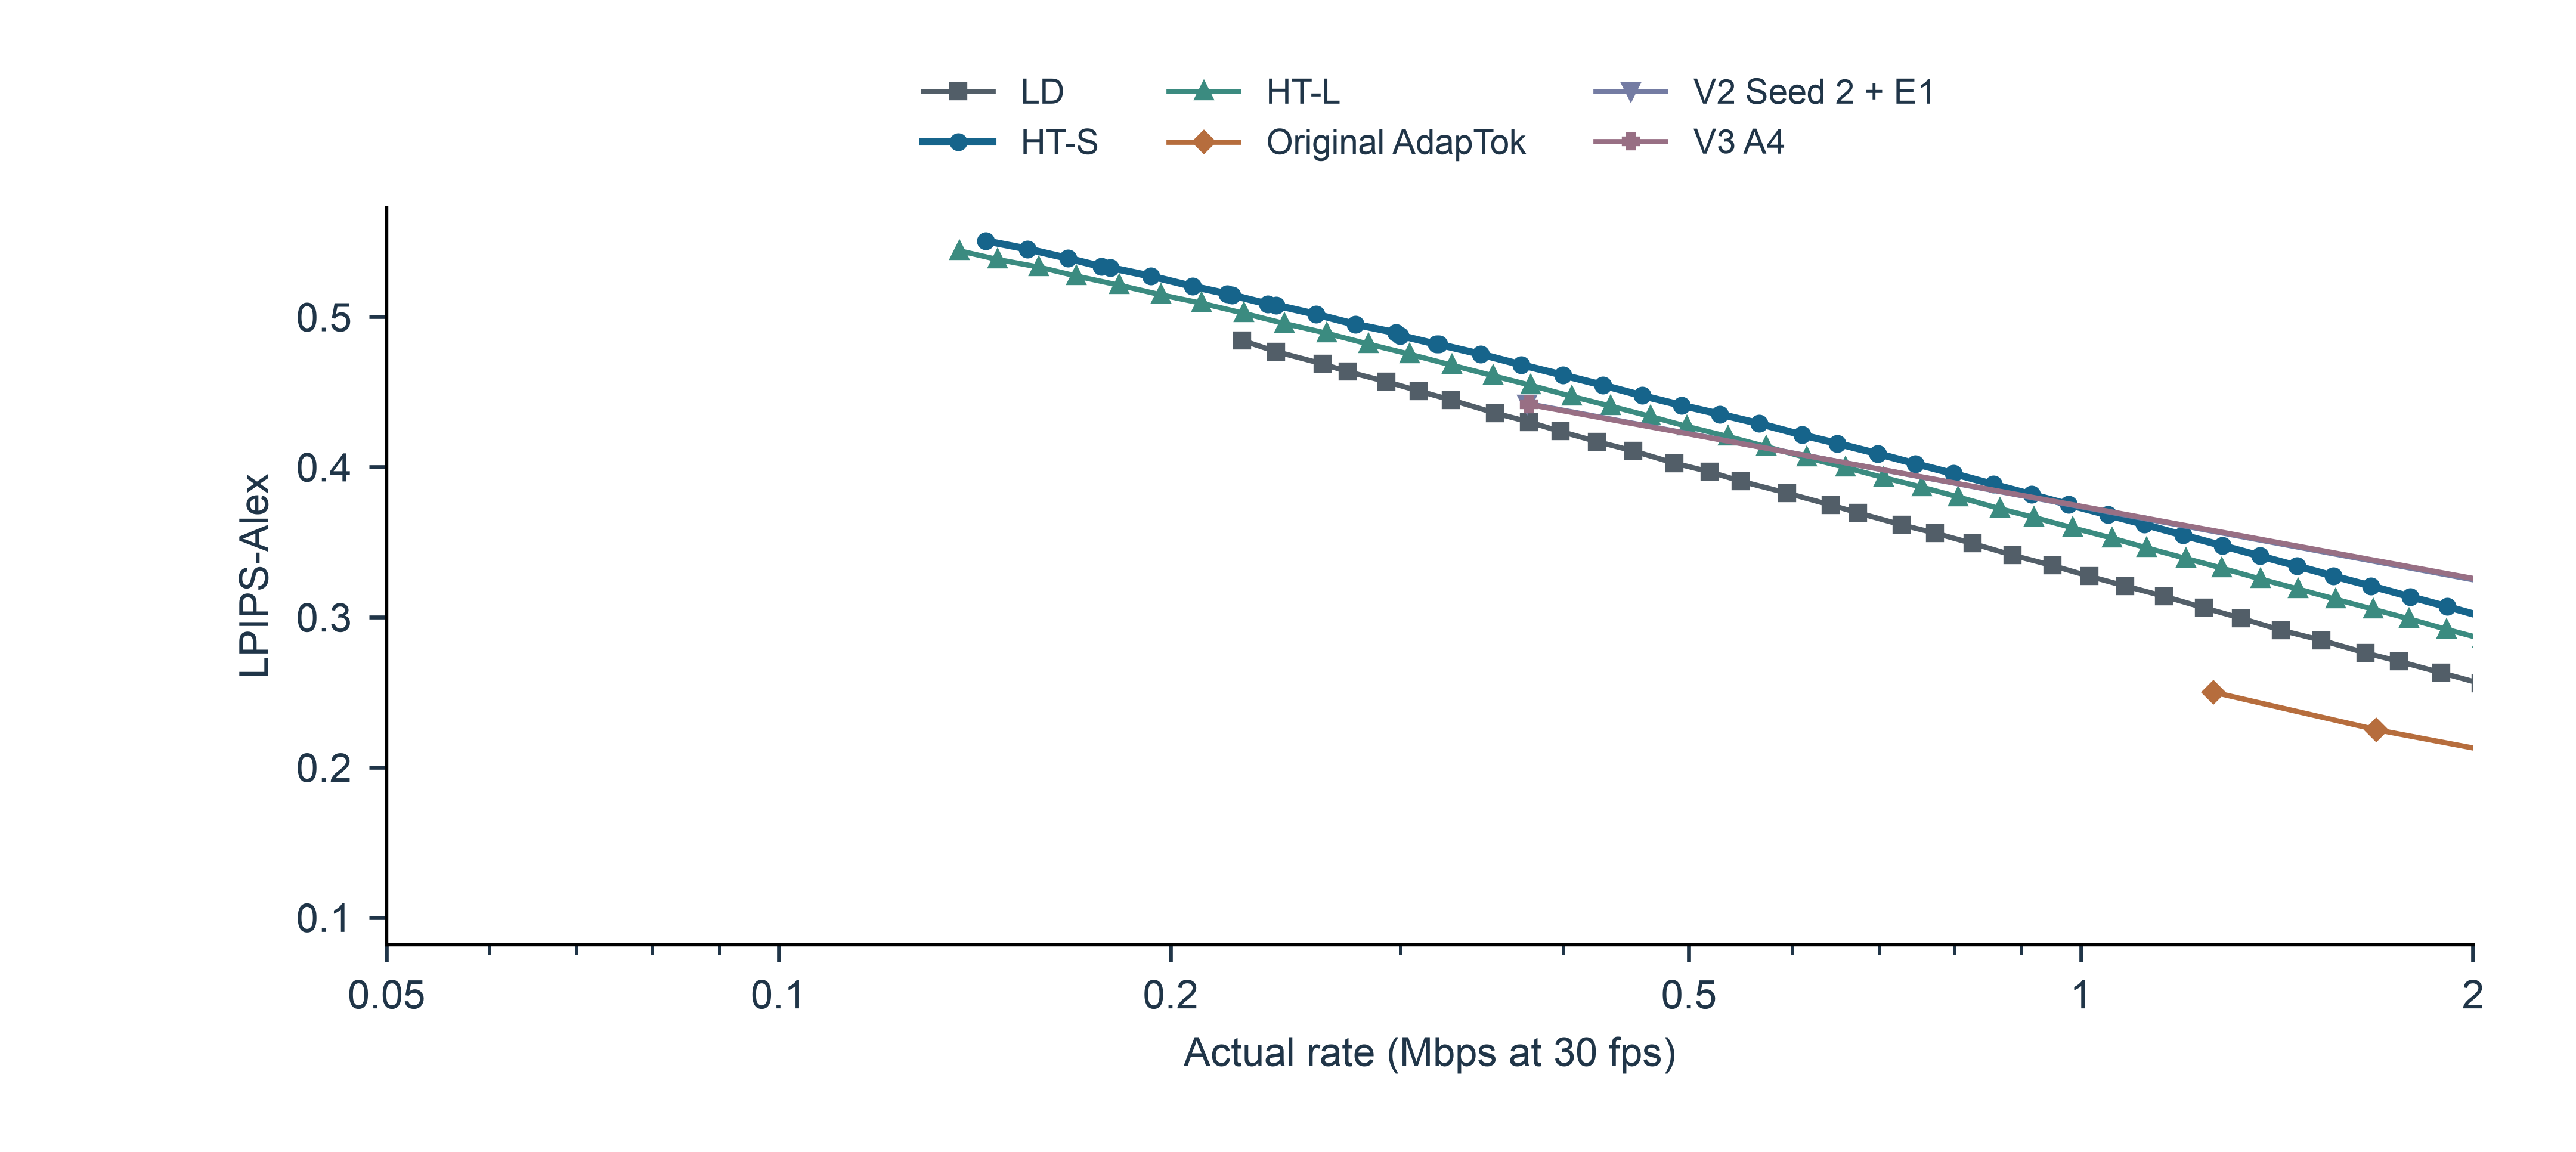 LD
HT-S
HT-L
Original AdapTok
V2 Seed 2 + E1
V3 A4
LPIPS-Alex
0.5
0.4
0.3
0.2
0.1
0.05
0.1
0.2
0.5
1
2
Actual rate (Mbps at 30 fps)